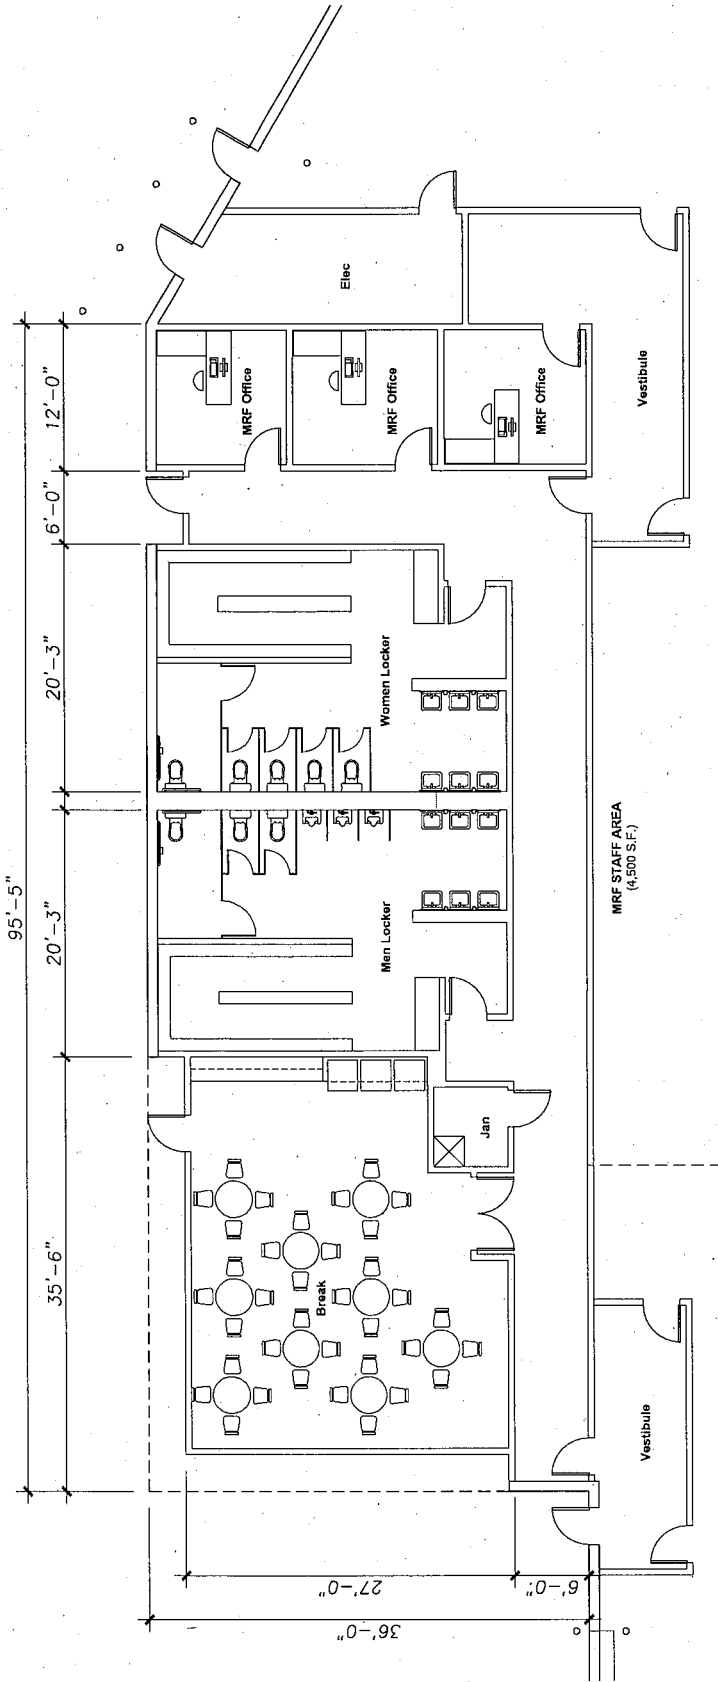 95'-5"
12'-0"
6'-0"
20'-3"
20'-3"
35'-6"
Elec
MRF Office
MRF Office
MRF Office
Vestibule
Women Locker
Men Locker
MRF STAFF AREA
(4,500 S.F.)
Jan
Break
Vestibule
27'-0"
6'-0"
36'-0"